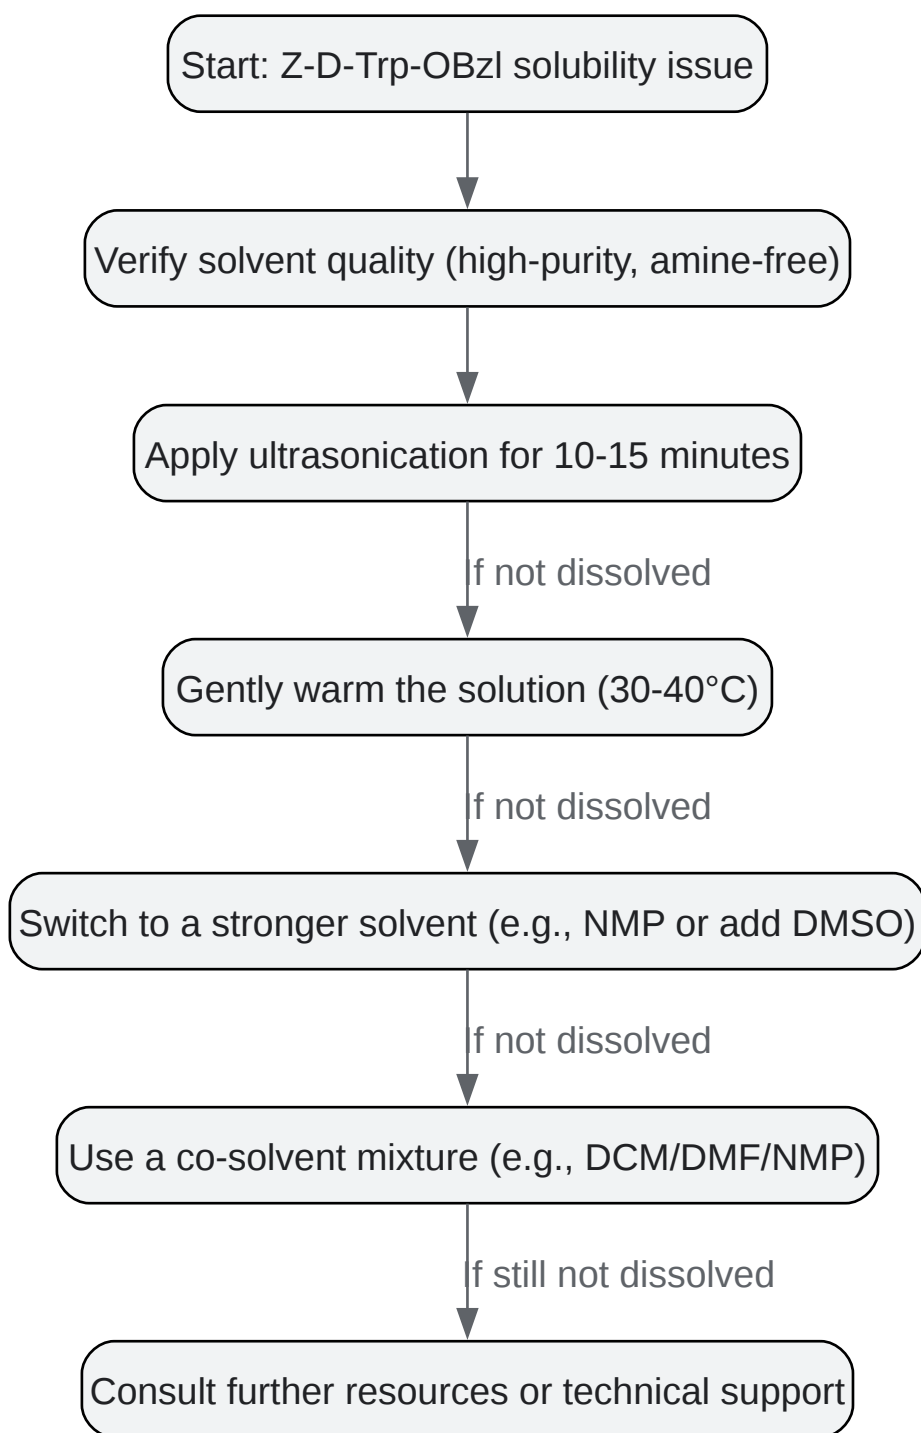 Start: Z-D-Trp-OBzl solubility issue
Verify solvent quality (high-purity, amine-free)
Apply ultrasonication for 10-15 minutes
If not dissolved
Gently warm the solution (30-40°C)
If not dissolved
Switch to a stronger solvent (e.g., NMP or add DMSO)
If not dissolved
Use a co-solvent mixture (e.g., DCM/DMF/NMP)
If still not dissolved
Consult further resources or technical support